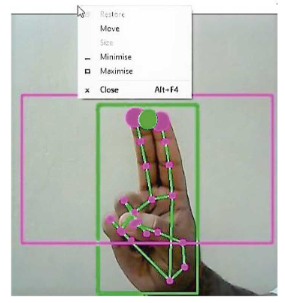 Restore
Move
Size
Minimise
Maximise
x Close Alt+F4